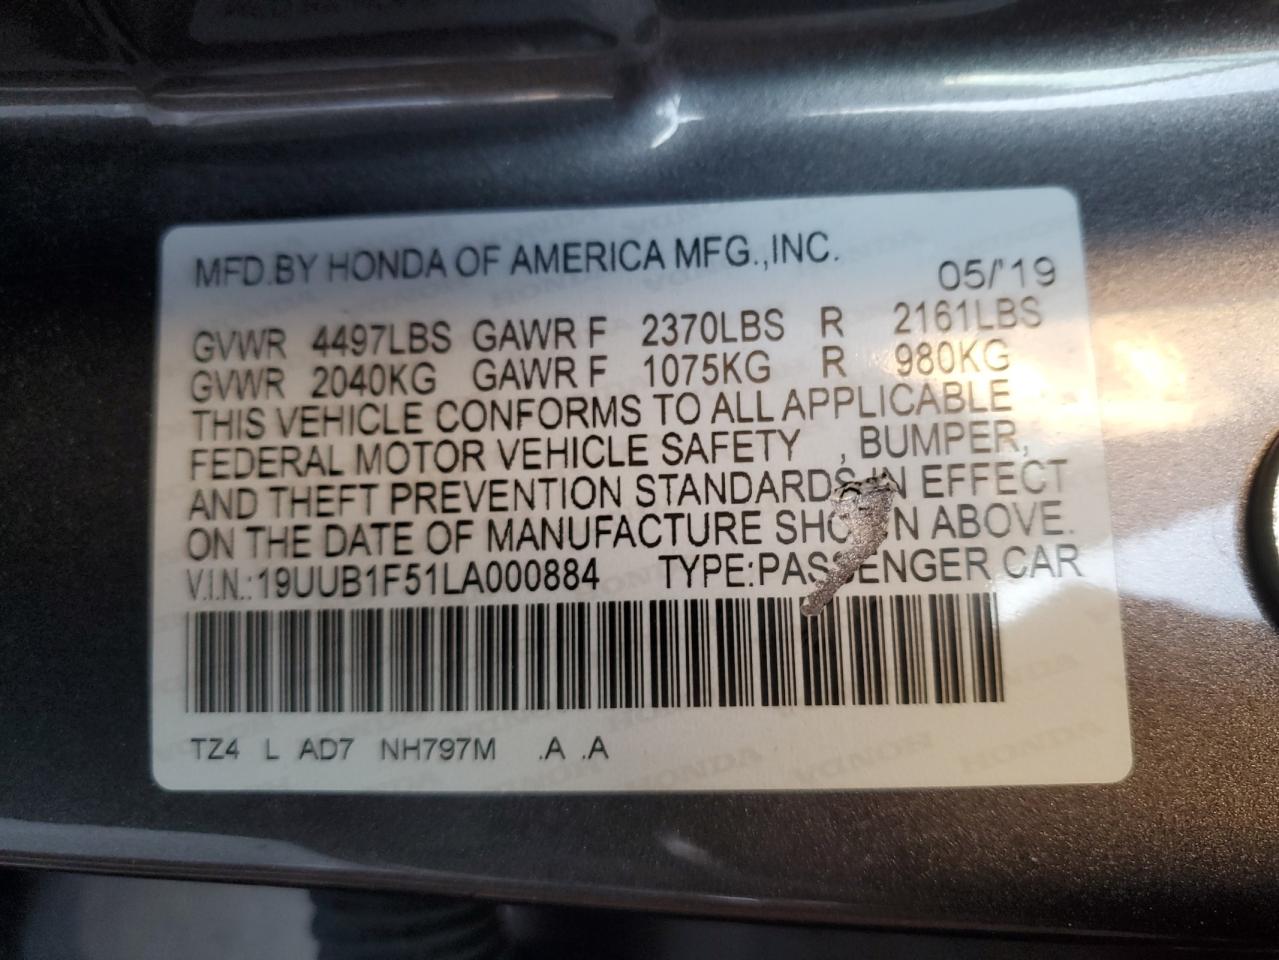 MFD.BY HONDA OF AMERICA MFG.,INC.
05/'19
GVWR 4497LBS GAWR F 2370LBS R 2161LBS
GVWR 2040KG GAWR F 1075KG R 980KG
THIS VEHICLE CONFORMS TO ALL APPLICABLE
FEDERAL MOTOR VEHICLE SAFETY , BUMPER,
AND THEFT PREVENTION STANDARDS IN EFFECT
ON THE DATE OF MANUFACTURE SHOWN ABOVE.
V.I.N.:19UUB1F51LA000884 TYPE:PASSENGER CAR
TZ4 L AD7 NH797M .A .A